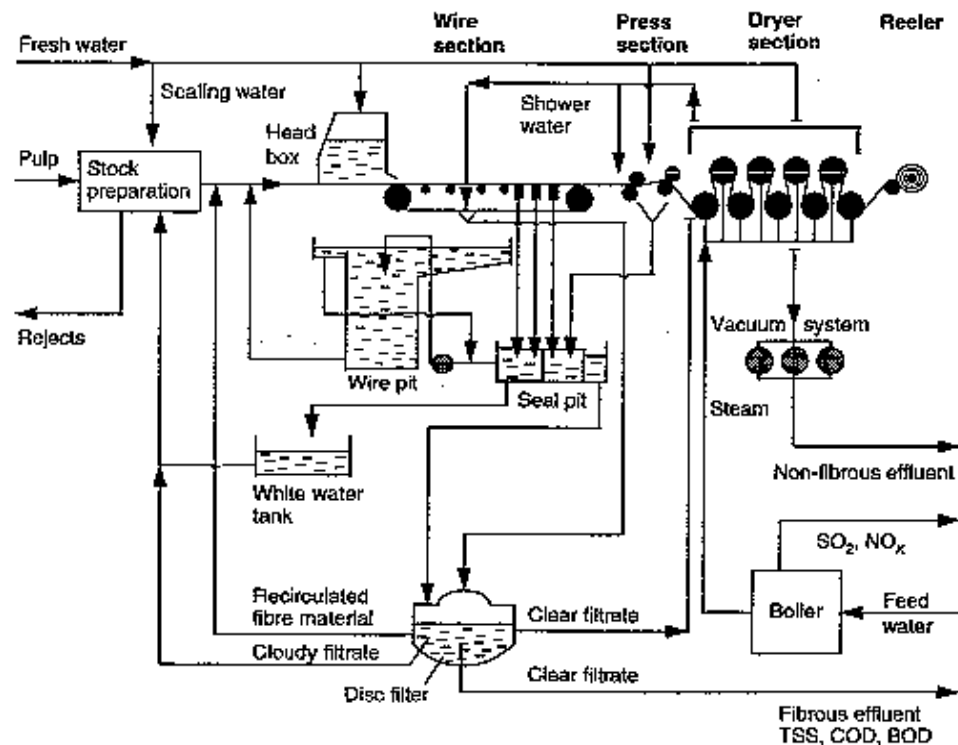 Wire section
Press section
Dryer section
Reeler
Fresh water
Sealing water
Shower water
Head box
Pulp
Stock preparation
Rejects
Wire pit
Seal pit
Vacuum system
Steam
Non-fibrous effluent
White water tank
SO2, NOX
Recirculated fibre material
Clear filtrate
Boiler
Feed water
Cloudy filtrate
Disc filter
Clear filtrate
Fibrous effluent
TSS, COD, BOD